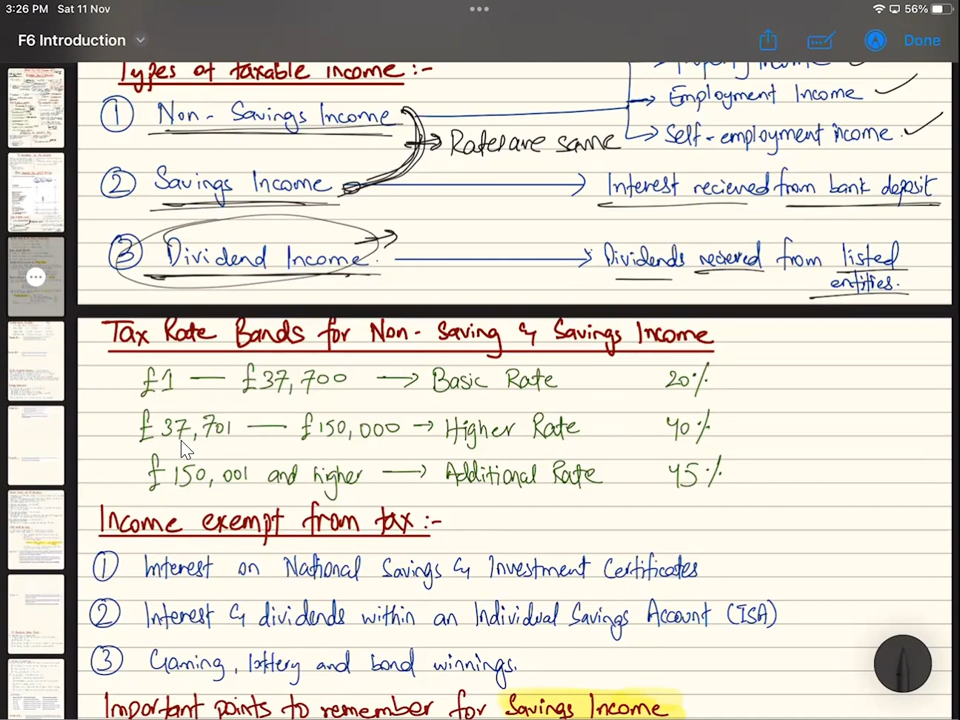 3:26 PM Sat 11 Nov
56%
F6 Introduction
Done
Types of taxable income :-
Property Income
① Non - Savings Income
Employment Income
Rates are same
Self-employment income
② Savings Income
Interest recieved from bank deposit
③ Dividend Income
Dividends recieved from listed
entities.
Tax Rate Bands for Non-Saving & Savings Income
£1 — £37,700 → Basic Rate 20%
£37,701 — £150,000 → Higher Rate 40%
£150,001 and higher → Additional Rate 45%
Income exempt from tax :-
① Interest on National Savings & Investment Certificates
② Interest & dividends within an Individual Savings Account (ISA)
③ Gaming, lottery and bond winnings.
Important points to remember for Savings Income